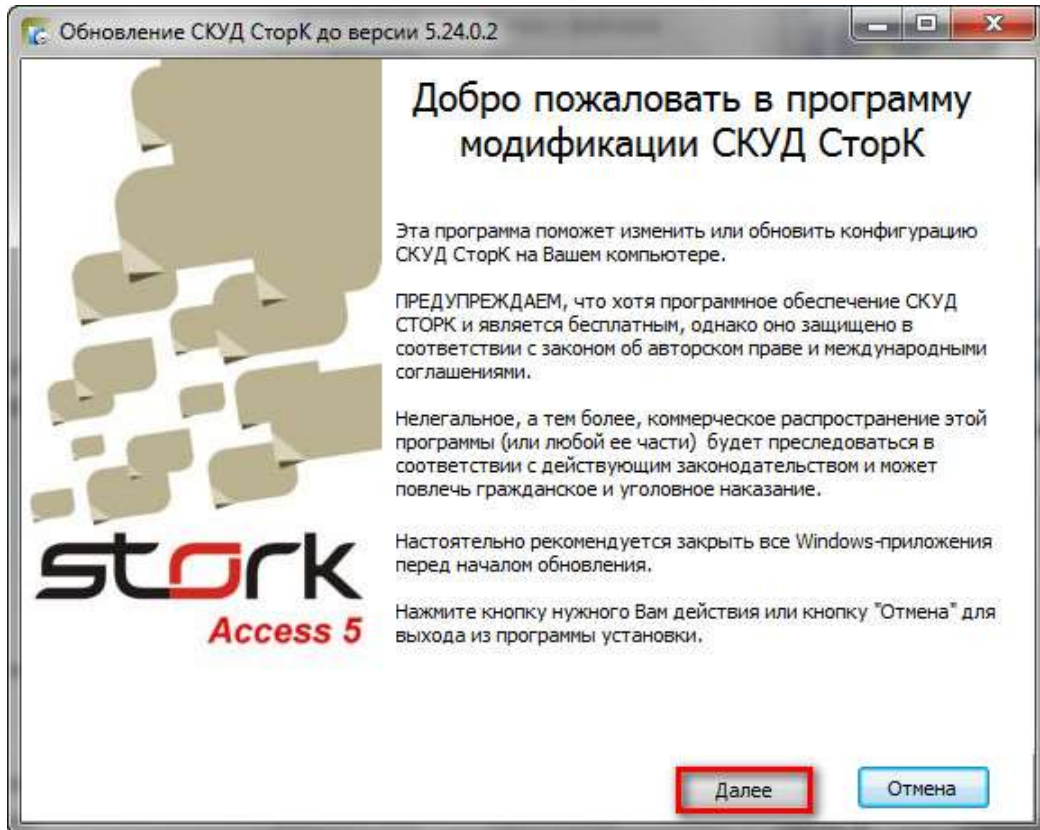 Обновление СКУД СторК до версии 5.24.0.2
Добро пожаловать в программу
модификации СКУД СторК
Эта программа поможет изменить или обновить конфигурацию
СКУД СторК на Вашем компьютере.
ПРЕДУПРЕЖДАЕМ, что хотя программное обеспечение СКУД
СТОРК и является бесплатным, однако оно защищено в
соответствии с законом об авторском праве и международными
соглашениями.
Нелегальное, а тем более, коммерческое распространение этой
программы (или любой ее части)  будет преследоваться в
соответствии с действующим законодательством и может
повлечь гражданское и уголовное наказание.
Настоятельно рекомендуется закрыть все Windows-приложения
перед началом обновления.
Нажмите кнопку нужного Вам действия или кнопку "Отмена" для
выхода из программы установки.
stork
Access 5
Далее
Отмена